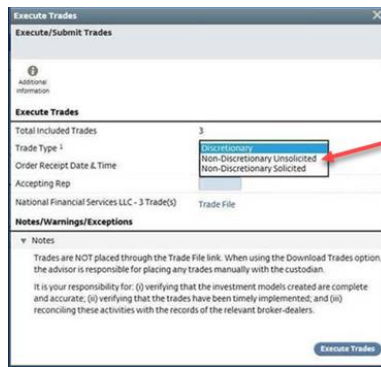 Execute Trades
Execute/Submit Trades
Additional
information
Execute Trades
Total Included Trades 3
Trade Type 1 Discretionary
Non-Discretionary Unsolicited
Order Receipt Date & Time Non-Discretionary Solicited
Accepting Rep
National Financial Services LLC - 3 Trade(s) Trade File
Notes/Warnings/Exceptions
Notes
Trades are NOT placed through the Trade File link. When using the Download Trades option,
the advisor is responsible for placing any trades manually with the custodian.
It is your responsibility for: (i) verifying that the investment models created are complete
and accurate; (ii) verifying that the trades have been timely implemented; and (iii)
reconciling these activities with the records of the relevant broker-dealers.
Execute Trades